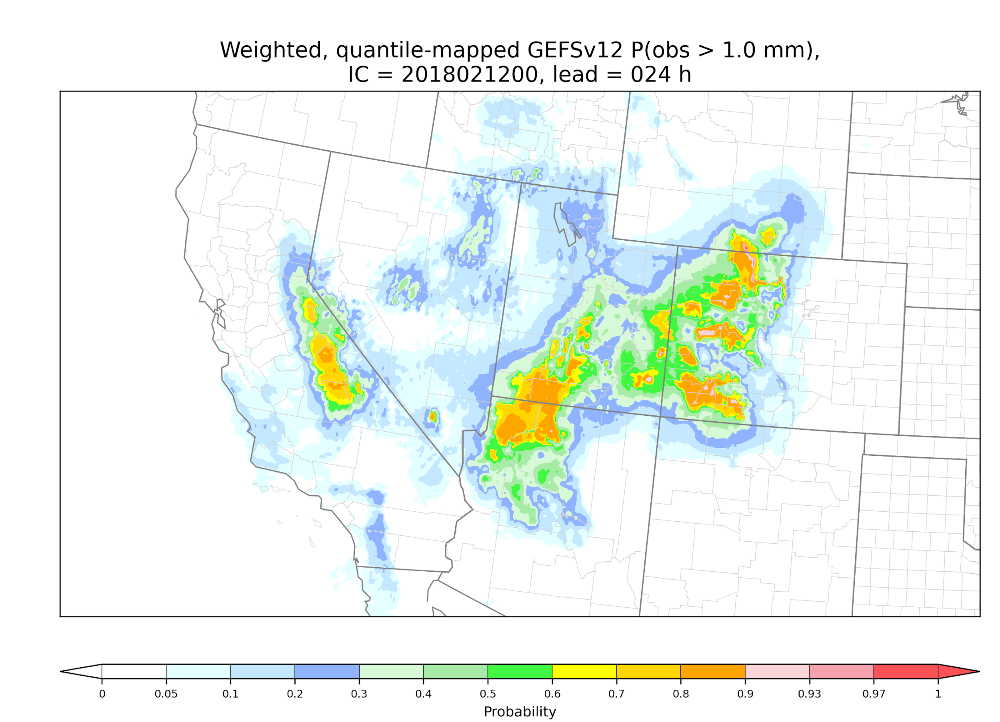 Weighted, quantile-mapped GEFSv12 P(obs > 1.0 mm),
IC = 2018021200, lead = 024 h
0 0.05 0.1 0.2 0.3 0.4 0.5 0.6 0.7 0.8 0.9 0.93 0.97 1
Probability